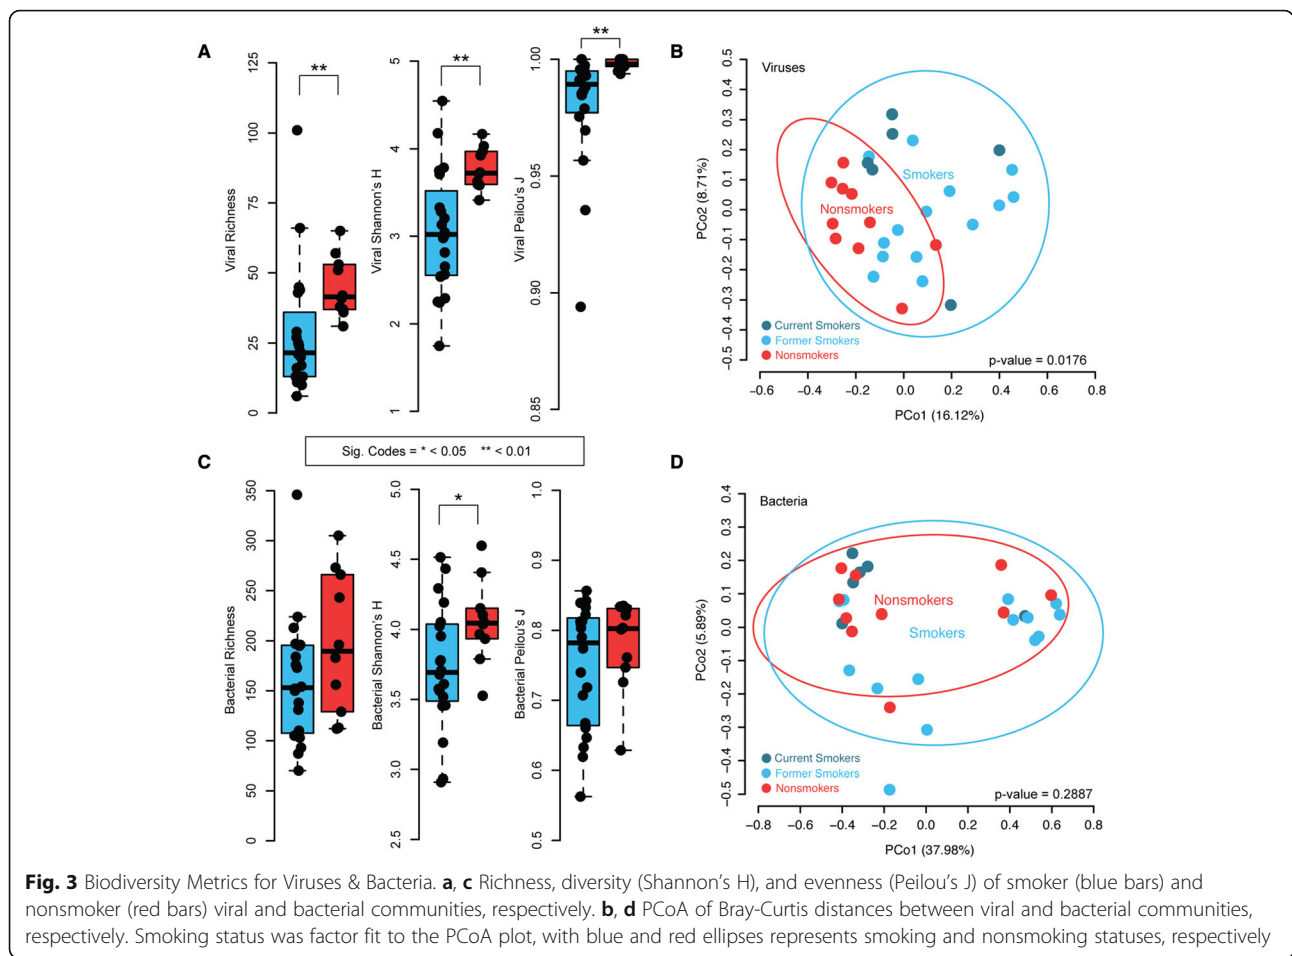 A
Viral Richness
0
25
50
75
100
125
**
Viral Shannon's H
1
2
3
4
5
**
Viral Peilou's J
0.85
0.90
0.95
1.00
**
B
Viruses
PCo2 (8.71%)
0.5
0.4
0.3
0.2
0.1
0.0
−0.1
−0.2
−0.3
−0.4
−0.5
Smokers
Nonsmokers
Current Smokers
Former Smokers
Nonsmokers
p-value = 0.0176
−0.6 −0.4 −0.2 0.0 0.2 0.4 0.6 0.8
PCo1 (16.12%)
Sig. Codes = * < 0.05 ** < 0.01
C
Bacterial Richness
0
50
100
150
200
250
300
350
Bacterial Shannon's H
2.5
3.0
3.5
4.0
4.5
5.0
*
Bacterial Peilou's J
0.5
0.6
0.7
0.8
0.9
1.0
D
Bacteria
PCo2 (5.89%)
0.4
0.3
0.2
0.1
0.0
−0.1
−0.2
−0.3
−0.4
−0.5
Nonsmokers
Smokers
Current Smokers
Former Smokers
Nonsmokers
p-value = 0.2887
−0.8 −0.6 −0.4 −0.2 0.0 0.2 0.4 0.6 0.8
PCo1 (37.98%)
Fig. 3 Biodiversity Metrics for Viruses & Bacteria. a, c Richness, diversity (Shannon's H), and evenness (Peilou's J) of smoker (blue bars) and
nonsmoker (red bars) viral and bacterial communities, respectively. b, d PCoA of Bray-Curtis distances between viral and bacterial communities,
respectively. Smoking status was factor fit to the PCoA plot, with blue and red ellipses represents smoking and nonsmoking statuses, respectively